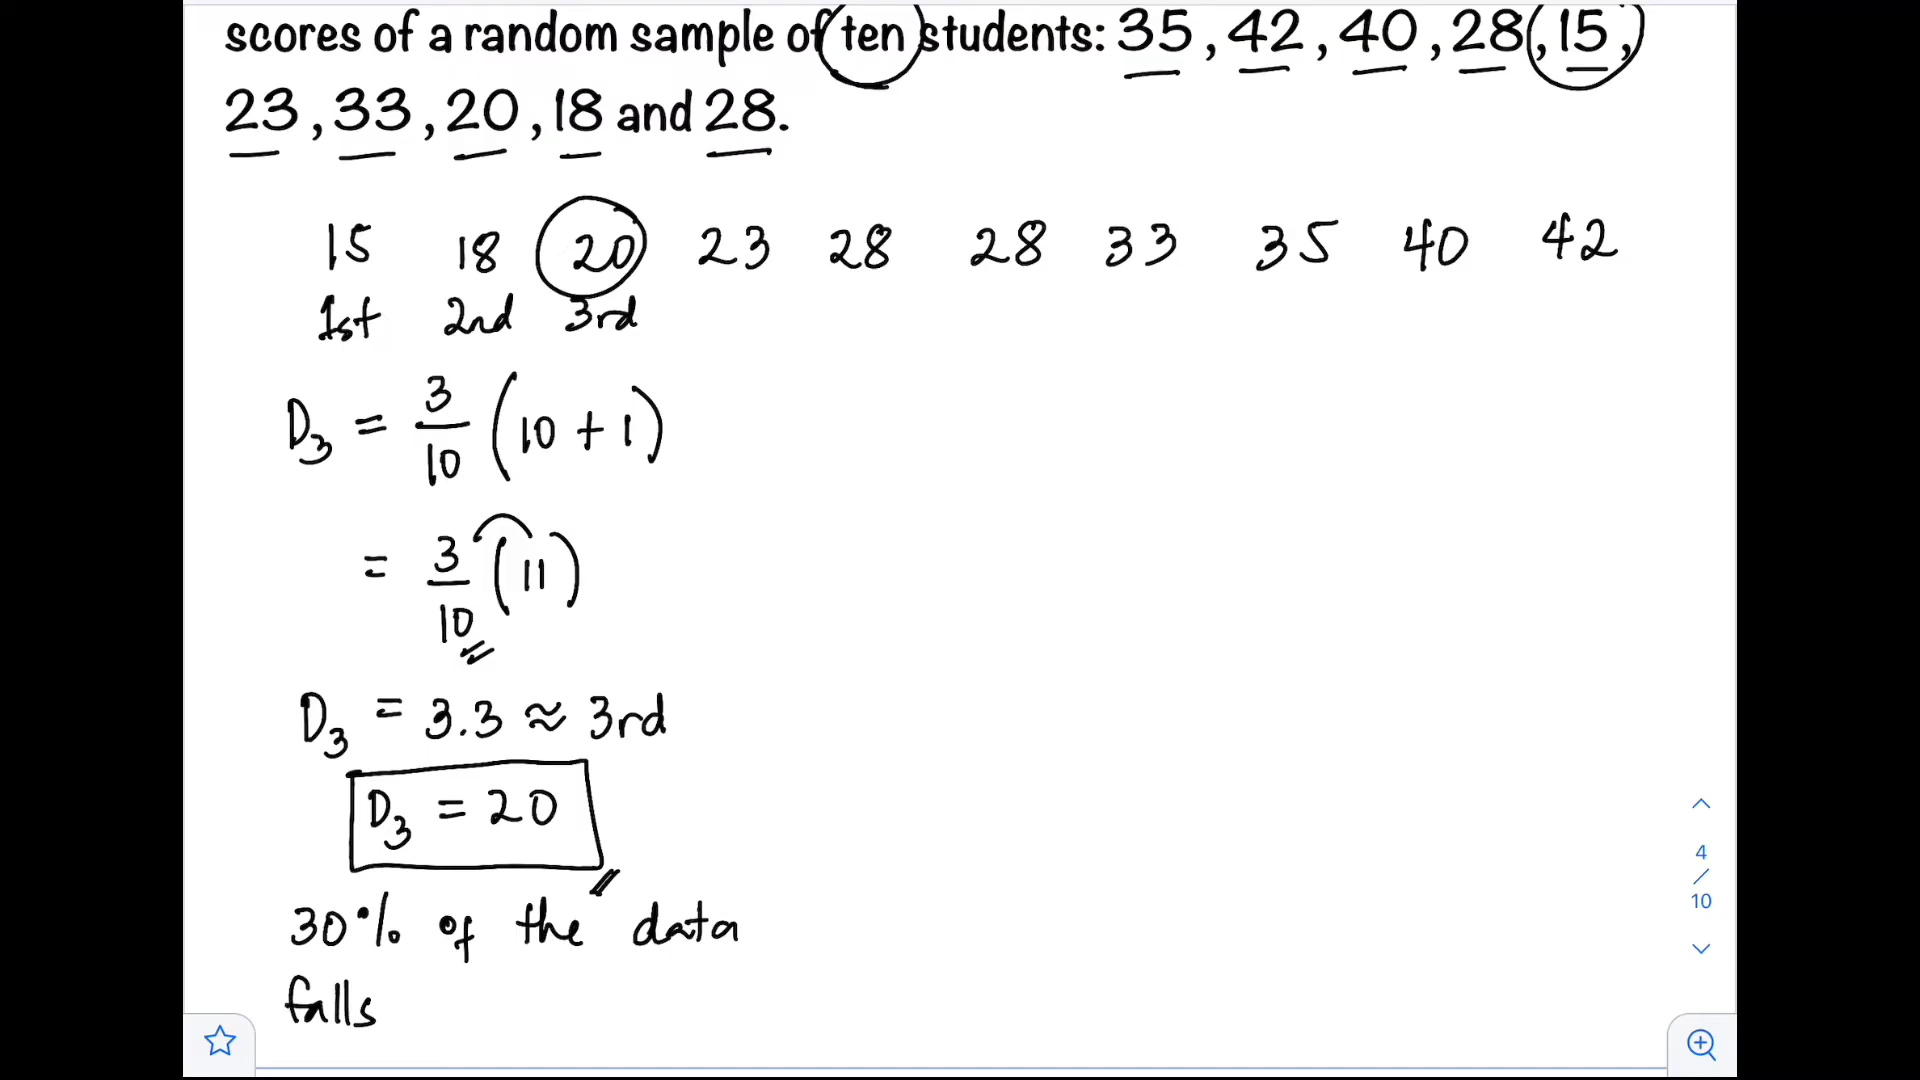 scores of a random sample of ten students: 35, 42, 40, 28, 15,
23, 33, 20, 18 and 28.
15 18 20 23 28 28 33 35 40 42
1st 2nd 3rd
D₃ = 3/10 (10 + 1)
= 3/10 (11)
D₃ = 3.3 ≈ 3rd
D₃ = 20
30% of the data
falls
4
/
10